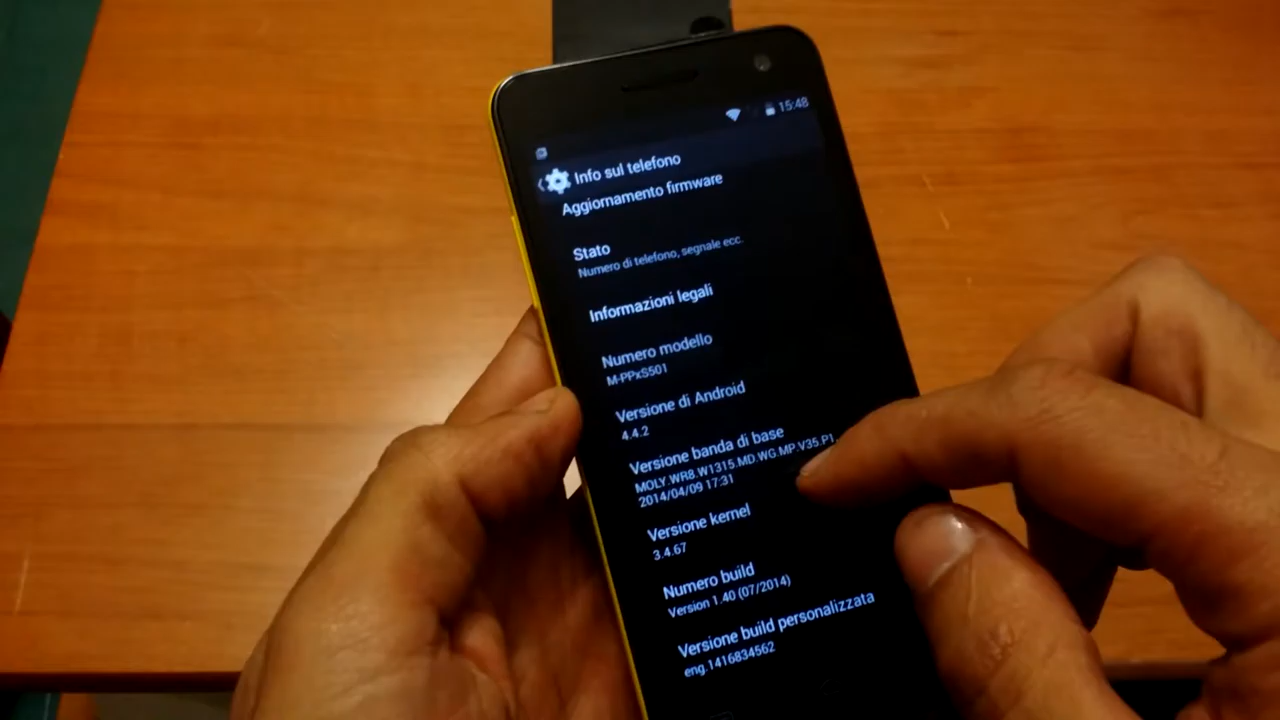 15:48
Info sul telefono
Aggiornamento firmware
Stato
Numero di telefono, segnale ecc.
Informazioni legali
Numero modello
M-PPxS501
Versione di Android
4.4.2
Versione banda di base
MOLY.WR8.W1315.MD.WG.MP.V35.P1,
2014/04/09 17:31
Versione kernel
3.4.67
Numero build
Version 1.40 (07/2014)
Versione build personalizzata
eng.1416834562